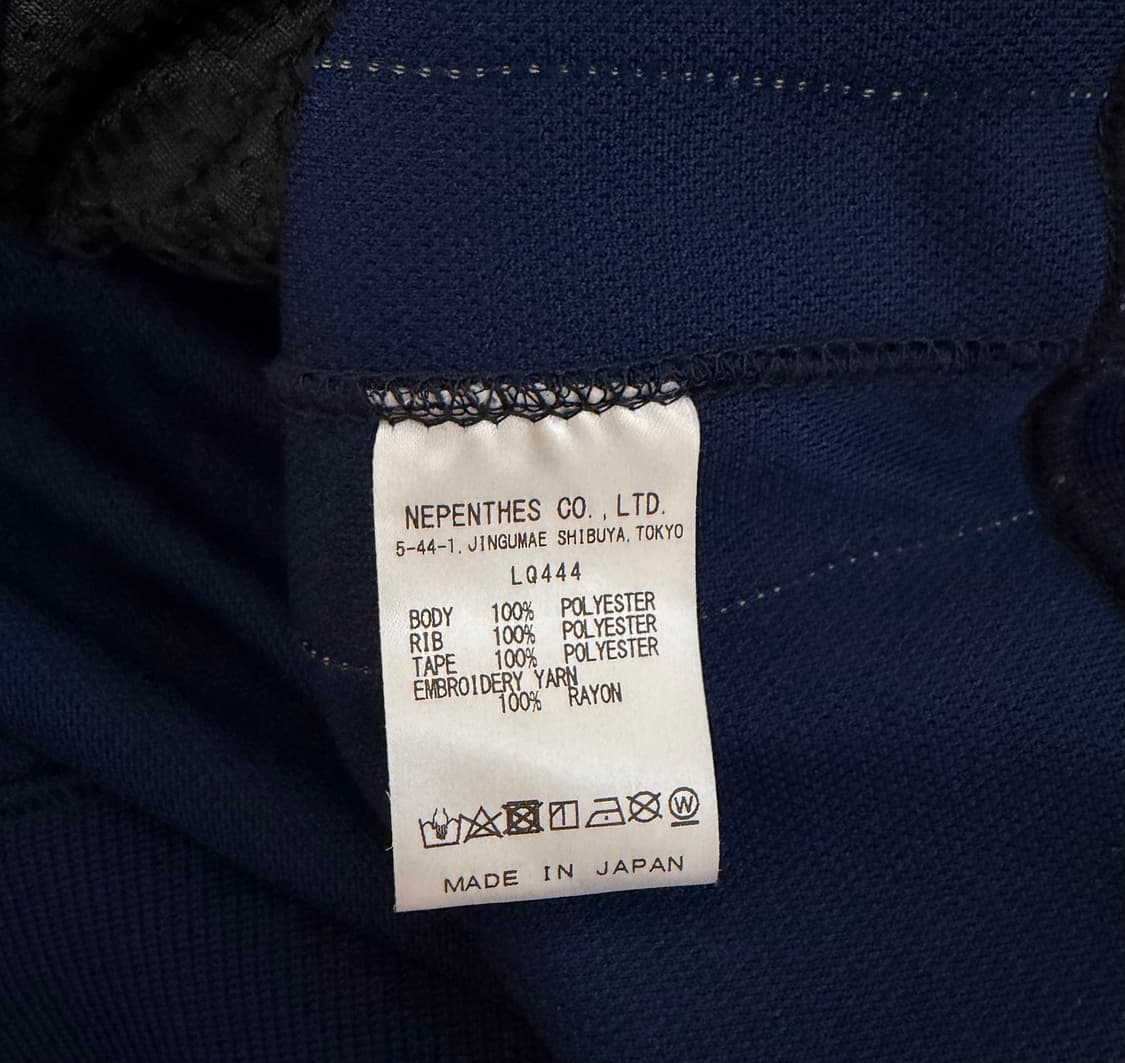 NEPENTHES CO., LTD.
5-44-1, JINGUMAE SHIBUYA, TOKYO
LQ444
BODY 100% POLYESTER
RIB 100% POLYESTER
TAPE 100% POLYESTER
EMBROIDERY YARN
100% RAYON
W
MADE IN JAPAN